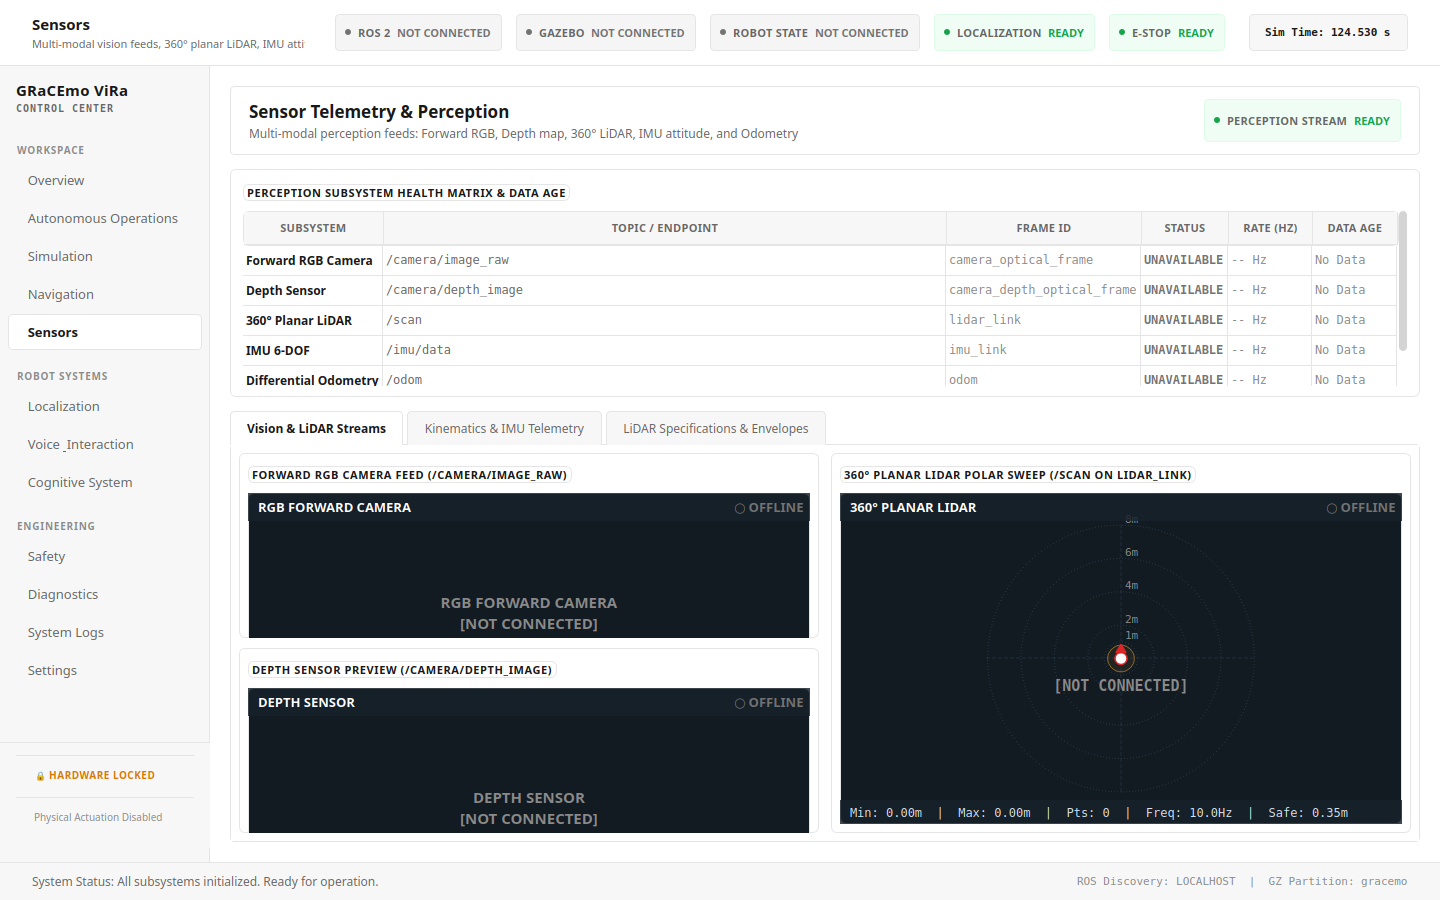 Sensors
Multi-modal vision feeds, 360° planar LiDAR, IMU atti
ROS 2 NOT CONNECTED
GAZEBO NOT CONNECTED
ROBOT STATE NOT CONNECTED
LOCALIZATION READY
E-STOP READY
Sim Time: 124.530 s
GRaCEmo ViRa
CONTROL CENTER
WORKSPACE
Overview
Autonomous Operations
Simulation
Navigation
Sensors
ROBOT SYSTEMS
Localization
Voice _Interaction
Cognitive System
ENGINEERING
Safety
Diagnostics
System Logs
Settings
HARDWARE LOCKED
Physical Actuation Disabled
Sensor Telemetry & Perception
Multi-modal perception feeds: Forward RGB, Depth map, 360° LiDAR, IMU attitude, and Odometry
PERCEPTION STREAM READY
PERCEPTION SUBSYSTEM HEALTH MATRIX & DATA AGE
SUBSYSTEM TOPIC / ENDPOINT FRAME ID STATUS RATE (HZ) DATA AGE
Forward RGB Camera /camera/image_raw camera_optical_frame UNAVAILABLE -- Hz No Data
Depth Sensor /camera/depth_image camera_depth_optical_frame UNAVAILABLE -- Hz No Data
360° Planar LiDAR /scan lidar_link UNAVAILABLE -- Hz No Data
IMU 6-DOF /imu/data imu_link UNAVAILABLE -- Hz No Data
Differential Odometry /odom odom UNAVAILABLE -- Hz No Data
Vision & LiDAR Streams
Kinematics & IMU Telemetry
LiDAR Specifications & Envelopes
FORWARD RGB CAMERA FEED (/CAMERA/IMAGE_RAW)
RGB FORWARD CAMERA ○ OFFLINE
RGB FORWARD CAMERA
[NOT CONNECTED]
DEPTH SENSOR PREVIEW (/CAMERA/DEPTH_IMAGE)
DEPTH SENSOR ○ OFFLINE
DEPTH SENSOR
[NOT CONNECTED]
360° PLANAR LIDAR POLAR SWEEP (/SCAN ON LIDAR_LINK)
360° PLANAR LIDAR ○ OFFLINE
8m
6m
4m
2m
1m
[NOT CONNECTED]
Min: 0.00m | Max: 0.00m | Pts: 0 | Freq: 10.0Hz | Safe: 0.35m
System Status: All subsystems initialized. Ready for operation.
ROS Discovery: LOCALHOST | GZ Partition: gracemo